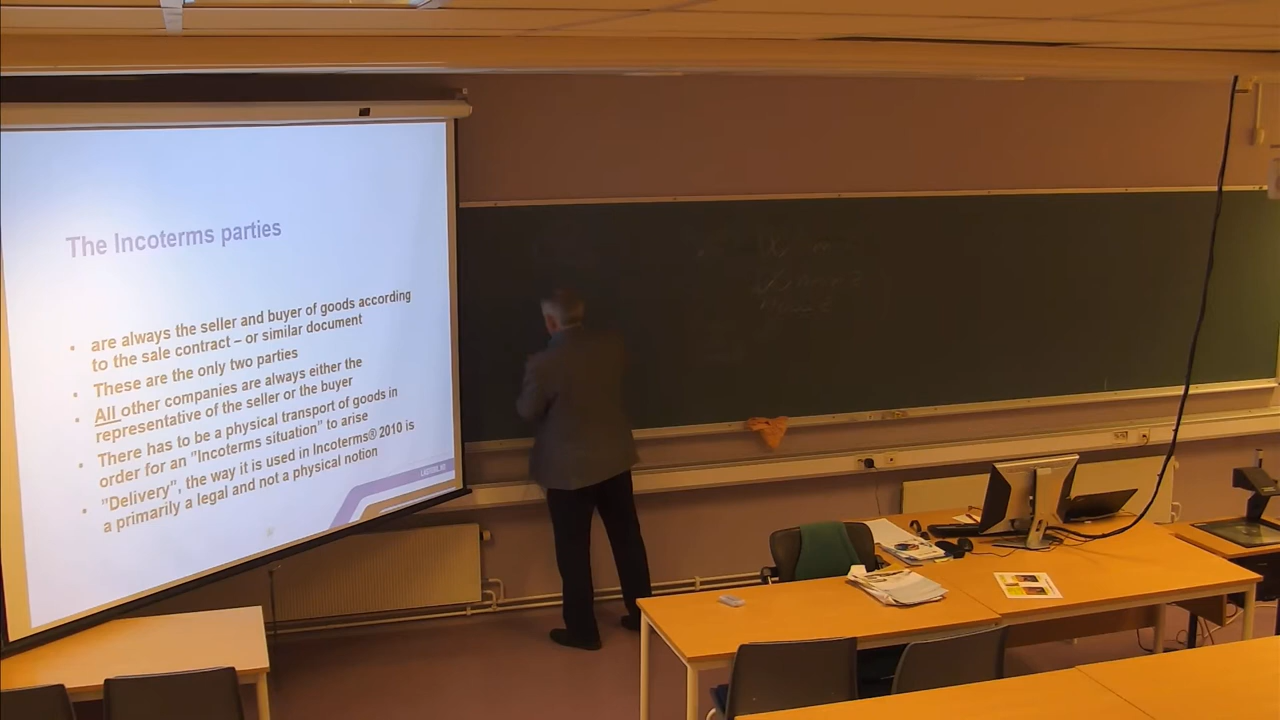 The Incoterms parties
• are always the seller and buyer of goods according
to the sale contract – or similar document
• These are the only two parties
• All other companies are always either the
representative of the seller or the buyer
• There has to be a physical transport of goods in
order for an ”Incoterms situation” to arise
• ”Delivery”, the way it is used in Incoterms® 2010 is
a primarily a legal and not a physical notion